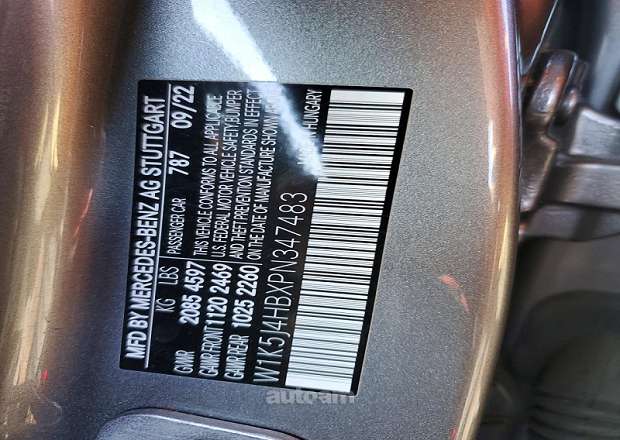 MFD BY MERCEDES-BENZ AG STUTTGART
KG LBS PASSENGER CAR 787 09/22
GVWR 2085 4597 THIS VEHICLE CONFORMS TO ALL APPLICABLE
GAWR FRONT 1120 2469 U.S. FEDERAL MOTOR VEHICLE SAFETY, BUMPER
GAWR REAR 1025 2260 AND THEFT PREVENTION STANDARDS IN EFFECT
ON THE DATE OF MANUFACTURE SHOWN
W1K5J4HBXPN347483
HUNGARY
autoam